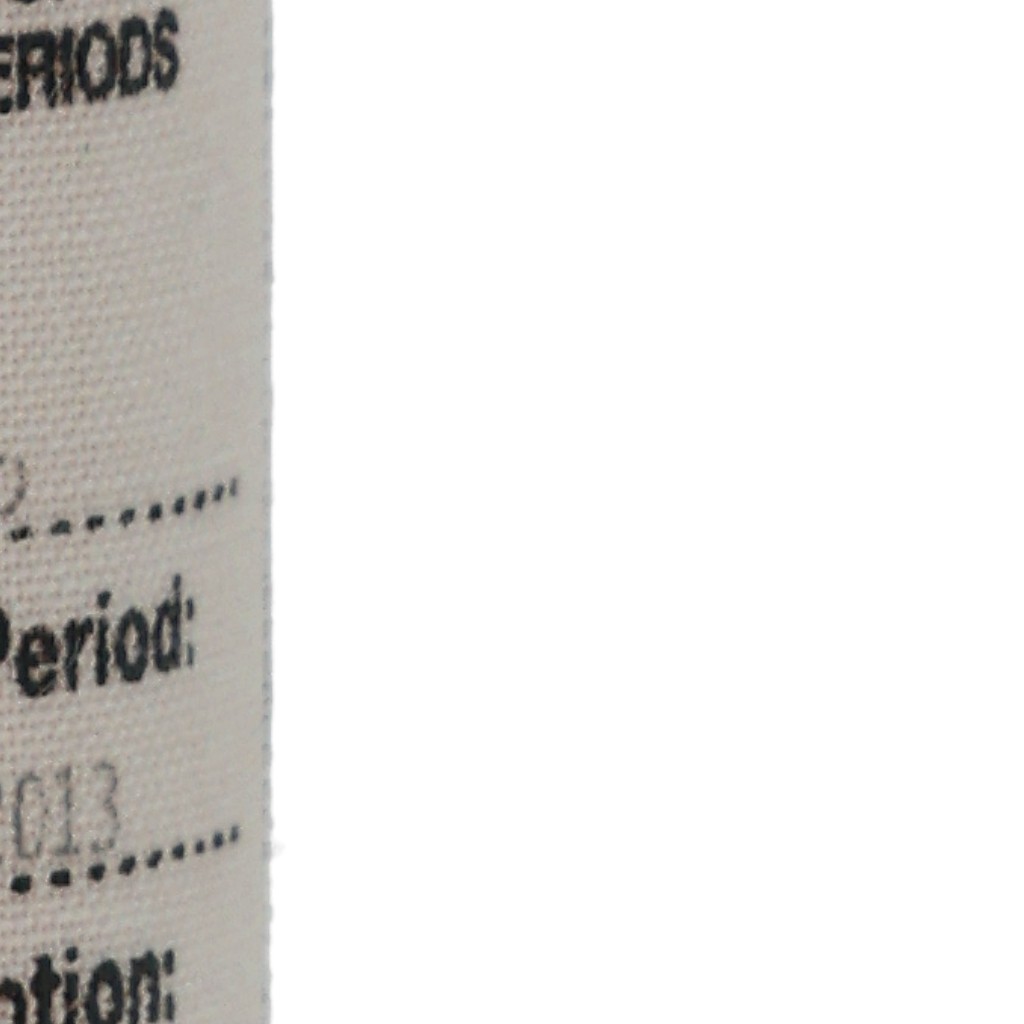 ERIODS
Period:
2013
otion: